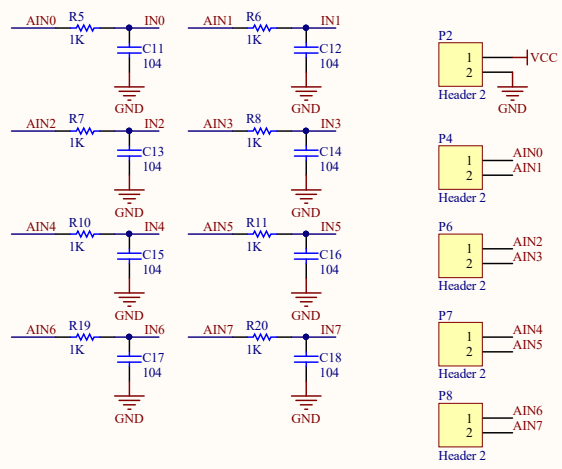 AIN0 R5 IN0
1K
C11
104
GND
AIN1 R6 IN1
1K
C12
104
GND
AIN2 R7 IN2
1K
C13
104
GND
AIN3 R8 IN3
1K
C14
104
GND
AIN4 R10 IN4
1K
C15
104
GND
AIN5 R11 IN5
1K
C16
104
GND
AIN6 R19 IN6
1K
C17
104
GND
AIN7 R20 IN7
1K
C18
104
GND
P2
1 VCC
2
Header 2
GND
P4
1 AIN0
2 AIN1
Header 2
P6
1 AIN2
2 AIN3
Header 2
P7
1 AIN4
2 AIN5
Header 2
P8
1 AIN6
2 AIN7
Header 2